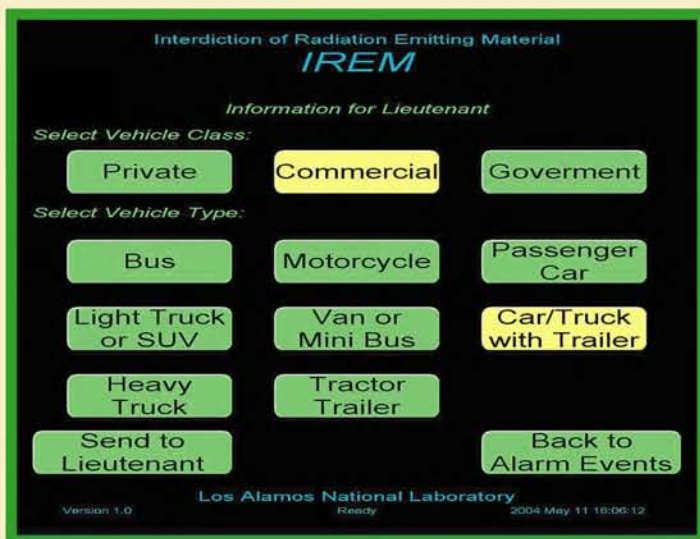 Interdiction of Radiation Emitting Material
IREM
Information for Lieutenant
Select Vehicle Class:
Private
Commercial
Goverment
Select Vehicle Type:
Bus
Motorcycle
Passenger
Car
Light Truck
or SUV
Van or
Mini Bus
Car/Truck
with Trailer
Heavy
Truck
Tractor
Trailer
Send to
Lieutenant
Back to
Alarm Events
Los Alamos National Laboratory
Version 1.0
Ready
2004 May 11 16:06:12